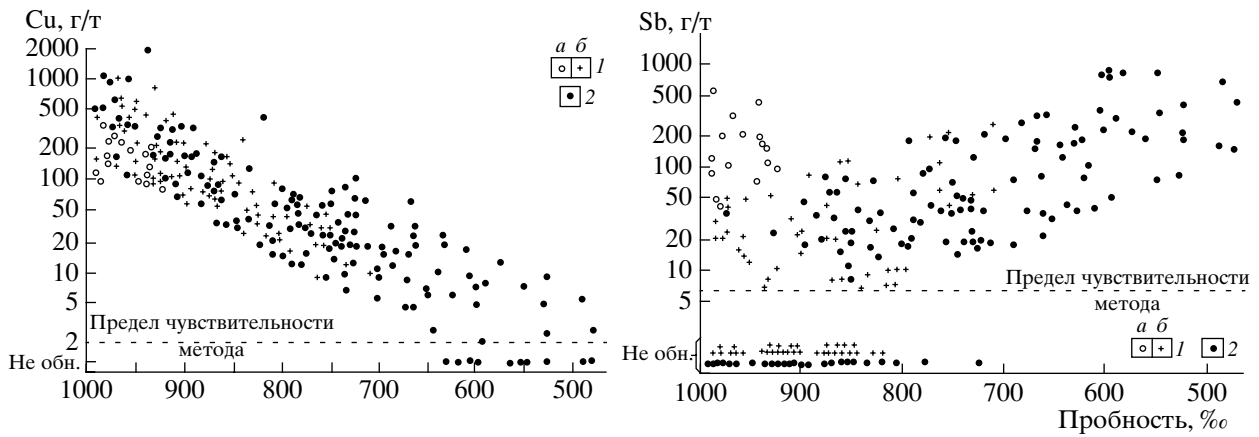 Cu, г/т
2000
1000
500
200
100
50
20
10
5
2
Не обн.
Предел чувствительности
метода
1000 900 800 700 600 500
а б
1
2
Sb, г/т
1000
500
200
100
50
20
10
5
Не обн.
Предел чувствительности
метода
а б
1 2
1000 900 800 700 600 500
Пробность, ‰